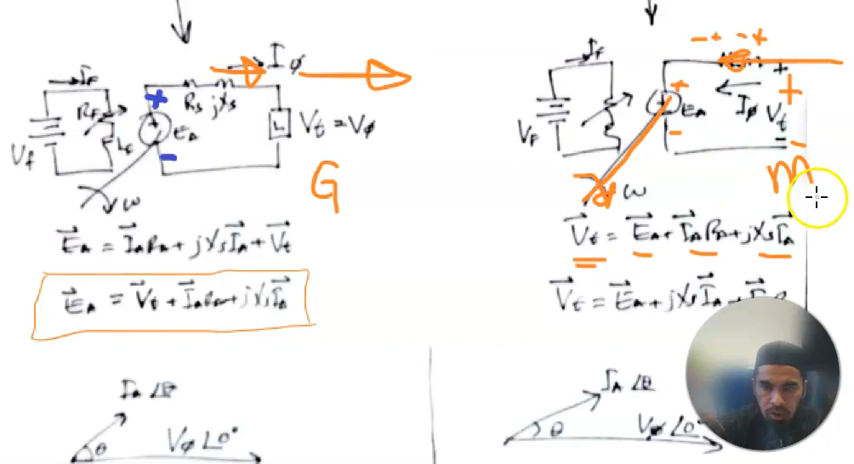 If
Rs jXs
Iφ
RF
Vf
LF
EA
L
Vt = Vφ
G
ω
EA = IARA + jXsIA + Vt
EA = Vt + IARA + jXsIA
IA∠θ
θ
Vφ∠0°
If
- + - +
+
VF
+
EA
-
Iφ
Vt
+
-
m
ω
Vt = EA + IARA + jXsIA
Vt = EA + jXsIA +
IA∠θ
θ
Vφ∠0°